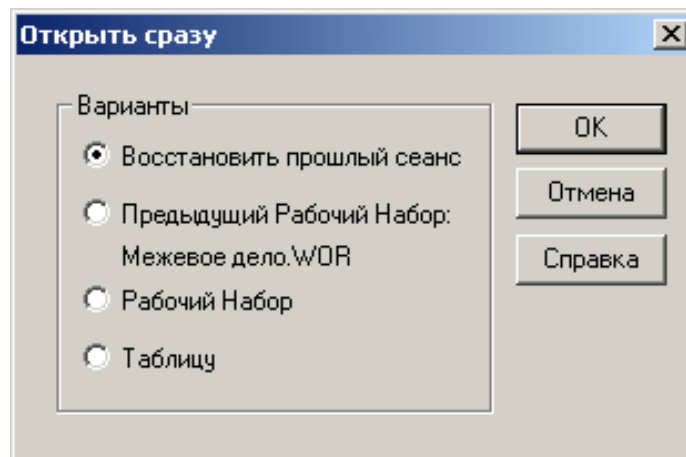 Открыть сразу
Варианты
Восстановить прошлый сеанс
Предыдущий Рабочий Набор:
Межевое дело.WOR
Рабочий Набор
Таблицу
OK
Отмена
Справка